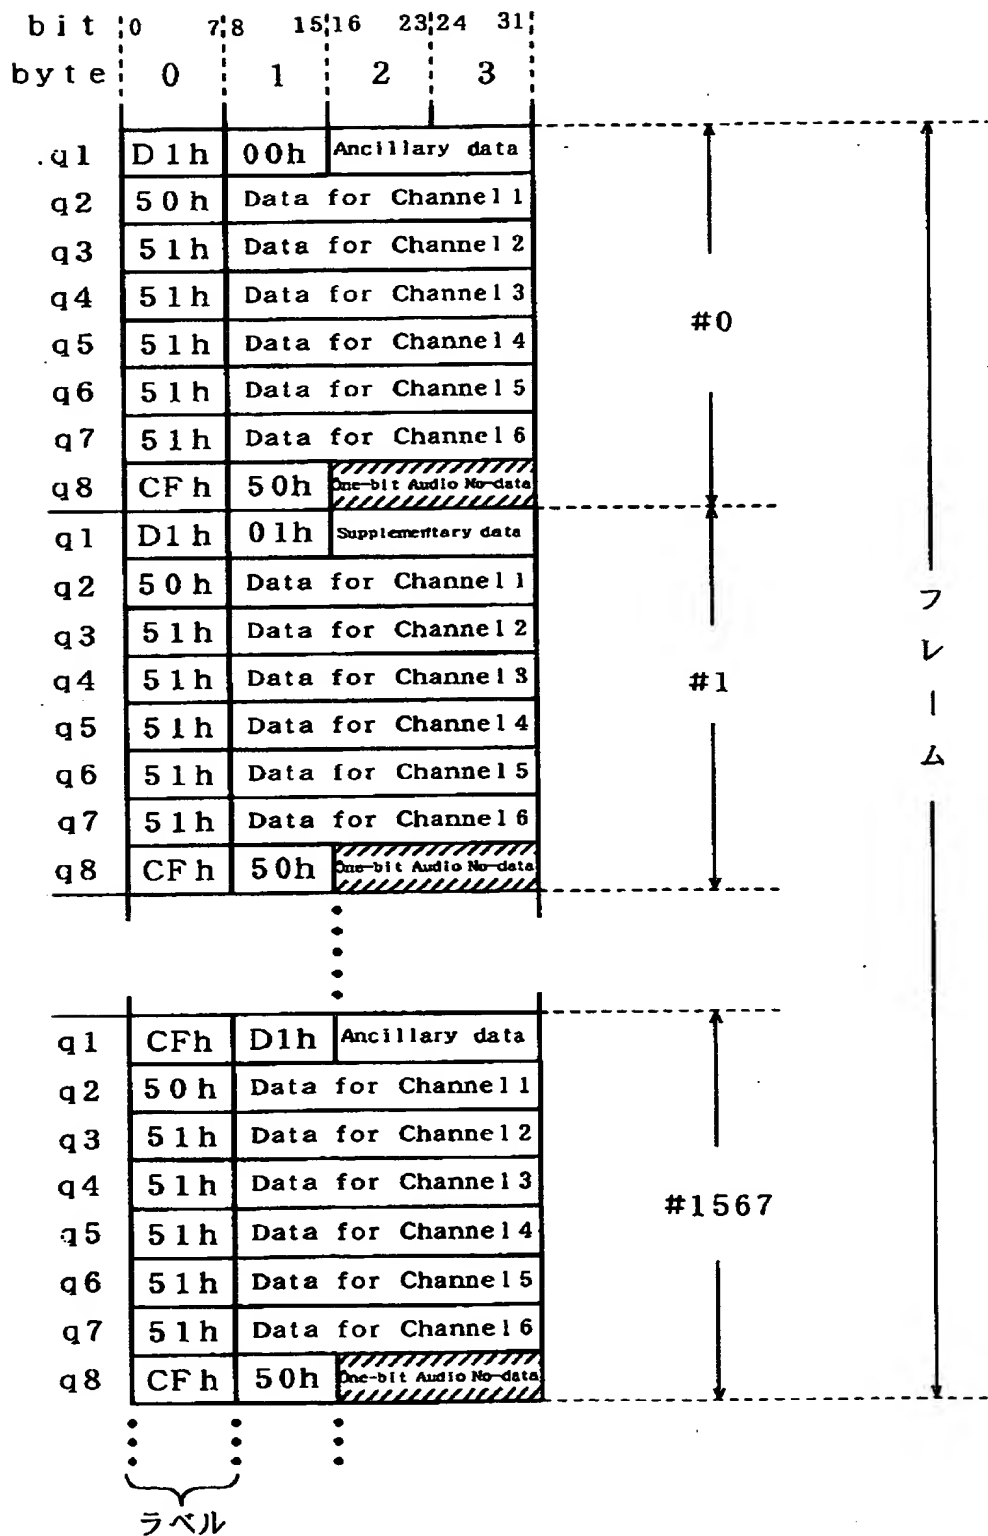 bit 0 7 8 15 16 23 24 31
byte 0 1 2 3
q1 D1h 00h Ancillary data
q2 50h Data for Channel 1
q3 51h Data for Channel 2
q4 51h Data for Channel 3
q5 51h Data for Channel 4
q6 51h Data for Channel 5
q7 51h Data for Channel 6
q8 CFh 50h One-bit Audio No-data
#0
q1 D1h 01h Supplementary data
q2 50h Data for Channel 1
q3 51h Data for Channel 2
q4 51h Data for Channel 3
q5 51h Data for Channel 4
q6 51h Data for Channel 5
q7 51h Data for Channel 6
q8 CFh 50h One-bit Audio No-data
#1
フレーム
q1 CFh D1h Ancillary data
q2 50h Data for Channel 1
q3 51h Data for Channel 2
q4 51h Data for Channel 3
q5 51h Data for Channel 4
q6 51h Data for Channel 5
q7 51h Data for Channel 6
q8 CFh 50h One-bit Audio No-data
#1567
ラベル